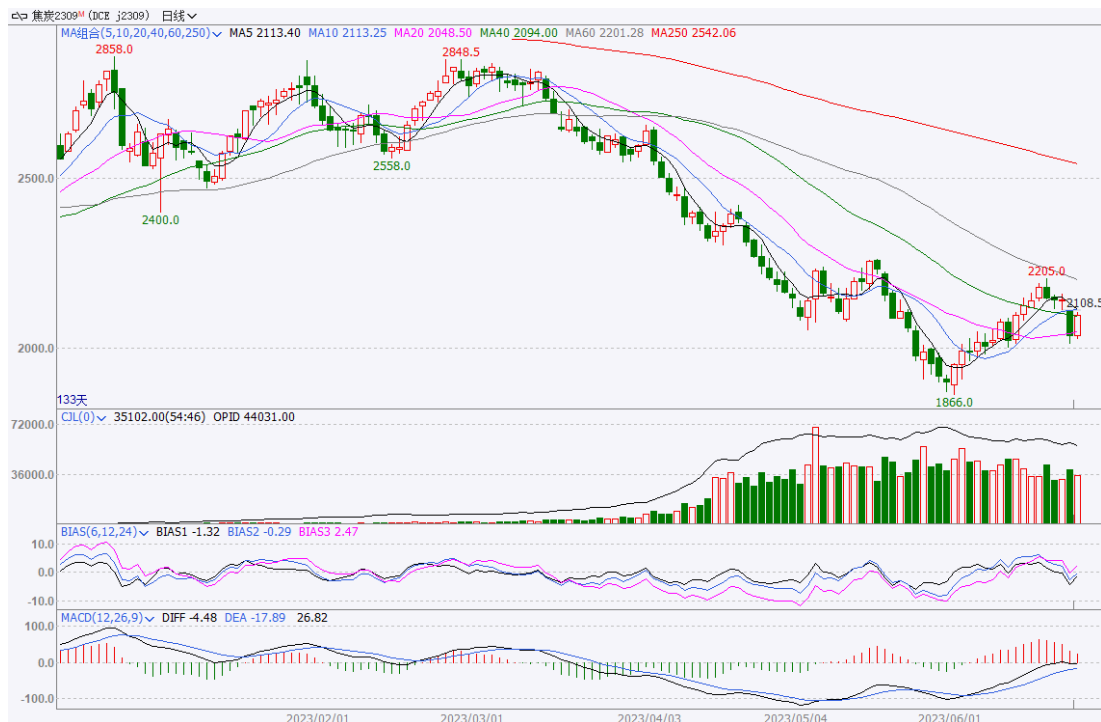 焦炭2309M (DCE j2309) 日线
MA组合(5,10,20,40,60,250) MA5 2113.40 MA10 2113.25 MA20 2048.50 MA40 2094.00 MA60 2201.28 MA250 2542.06
2858.0
2848.5
2558.0
2500.0
2400.0
2205.0
2108.5
2000.0
1866.0
133天
CJL(0) 35102.00(54:46) OPID 44031.00
72000.0
36000.0
BIAS(6,12,24) BIAS1 -1.32 BIAS2 -0.29 BIAS3 2.47
10.0
0.0
-10.0
MACD(12,26,9) DIFF -4.48 DEA -17.89 26.82
100.0
0.0
-100.0
2023/02/01 2023/03/01 2023/04/03 2023/05/04 2023/06/01